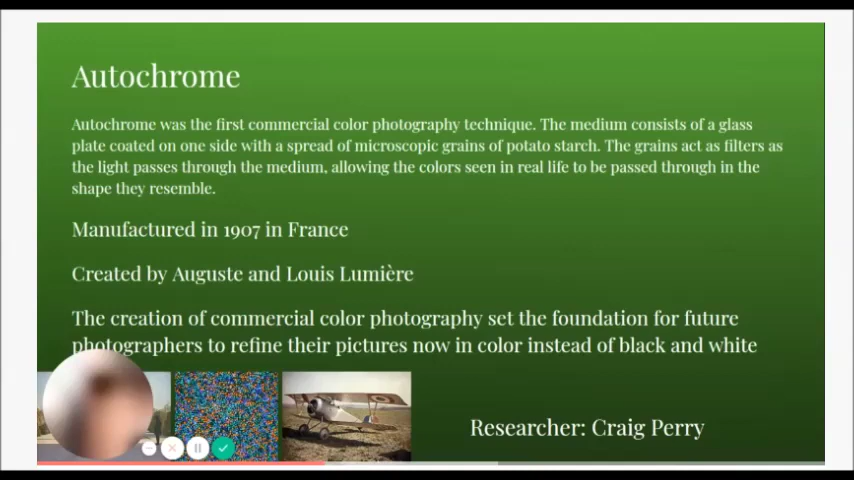 Autochrome
Autochrome was the first commercial color photography technique. The medium consists of a glass
plate coated on one side with a spread of microscopic grains of potato starch. The grains act as filters as
the light passes through the medium, allowing the colors seen in real life to be passed through in the
shape they resemble.
Manufactured in 1907 in France
Created by Auguste and Louis Lumière
The creation of commercial color photography set the foundation for future
photographers to refine their pictures now in color instead of black and white
Researcher: Craig Perry